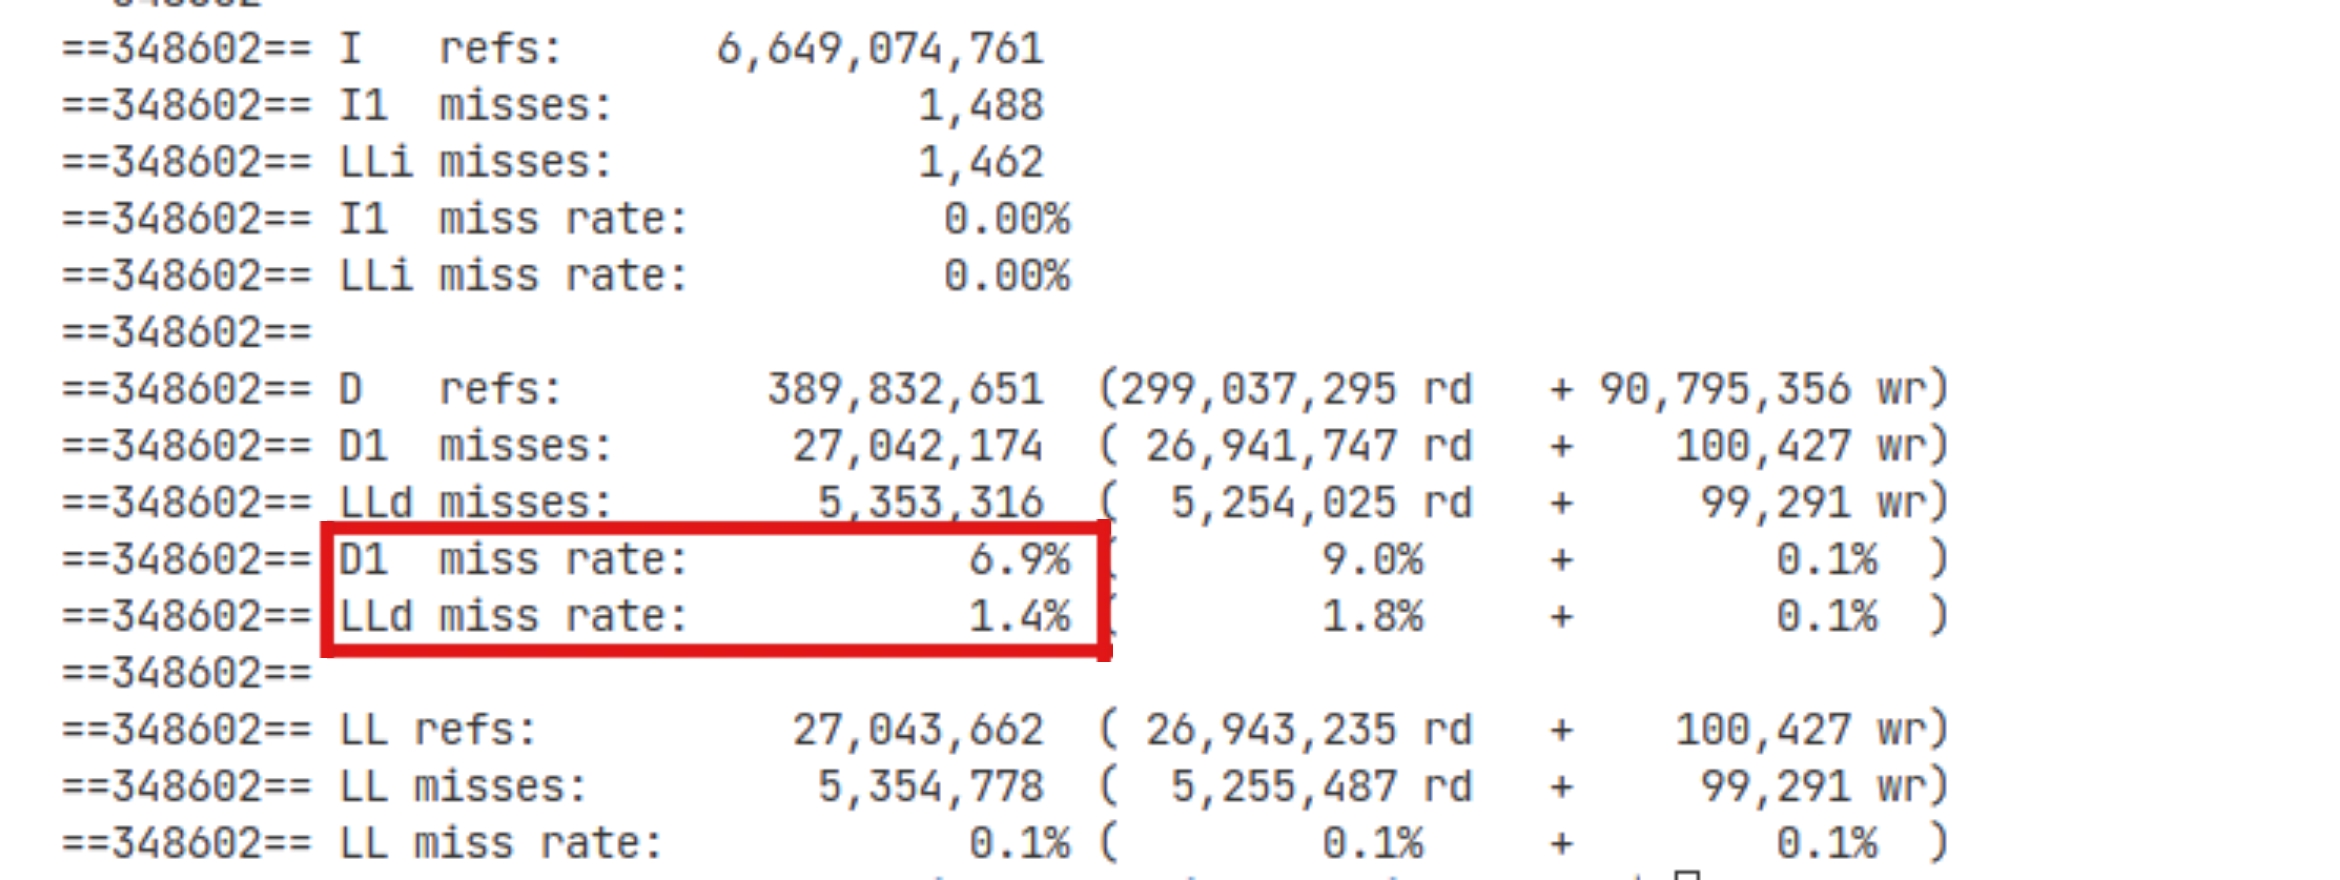 ==348602== I   refs:      6,649,074,761
==348602== I1  misses:            1,488
==348602== LLi misses:            1,462
==348602== I1  miss rate:          0.00%
==348602== LLi miss rate:          0.00%
==348602==
==348602== D   refs:        389,832,651  (299,037,295 rd   + 90,795,356 wr)
==348602== D1  misses:       27,042,174  ( 26,941,747 rd   +    100,427 wr)
==348602== LLd misses:        5,353,316  (  5,254,025 rd   +     99,291 wr)
==348602== D1  miss rate:           6.9% (        9.0%     +        0.1%  )
==348602== LLd miss rate:           1.4% (        1.8%     +        0.1%  )
==348602==
==348602== LL refs:          27,043,662  ( 26,943,235 rd   +    100,427 wr)
==348602== LL misses:         5,354,778  (  5,255,487 rd   +     99,291 wr)
==348602== LL miss rate:            0.1% (        0.1%     +        0.1%  )